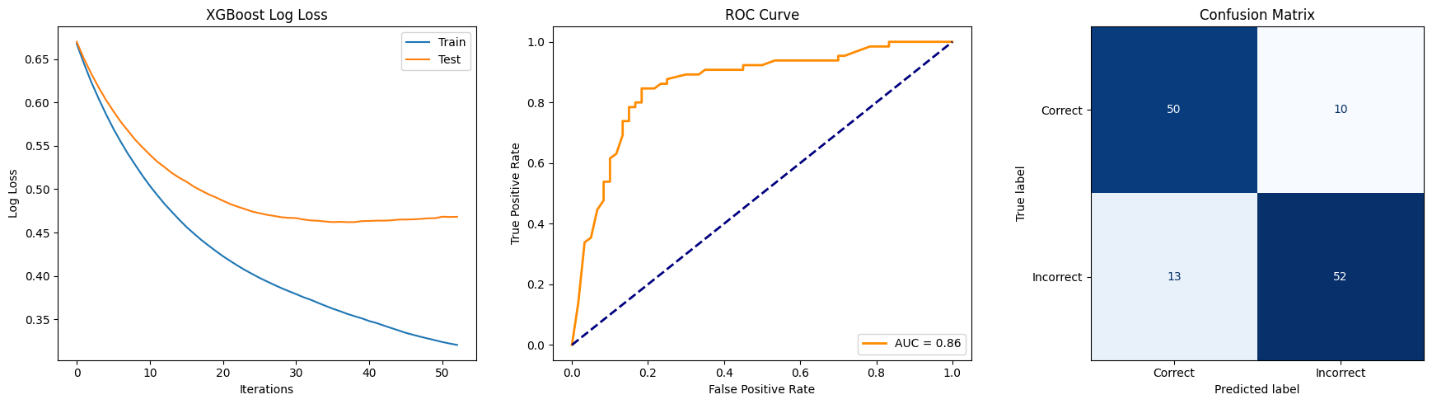 XGBoost Log Loss
Train
Test
0.65
0.60
0.55
0.50
0.45
0.40
0.35
Log Loss
0
10
20
30
40
50
Iterations
ROC Curve
1.0
0.8
0.6
0.4
0.2
0.0
True Positive Rate
AUC = 0.86
0.0
0.2
0.4
0.6
0.8
1.0
False Positive Rate
Confusion Matrix
True label
Correct
50
10
Incorrect
13
52
Correct
Incorrect
Predicted label